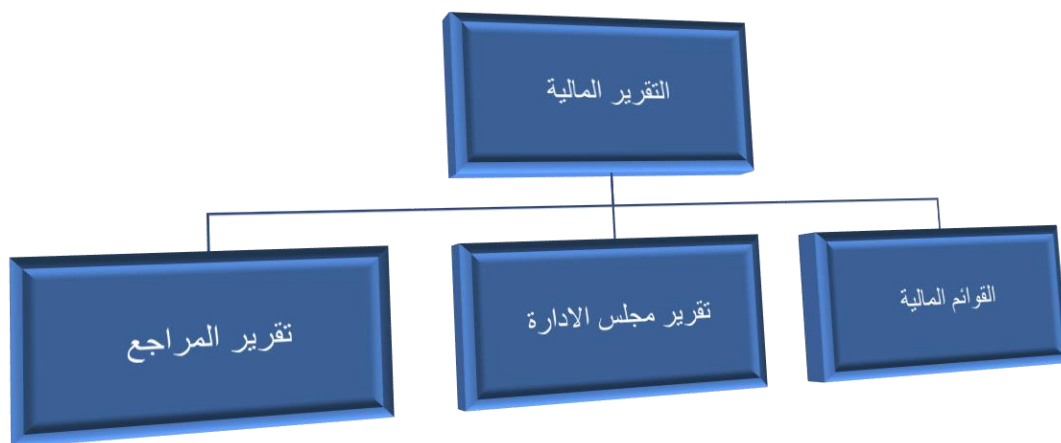 التقرير المالية
القوائم المالية
تقرير مجلس الادارة
تقرير المراجع